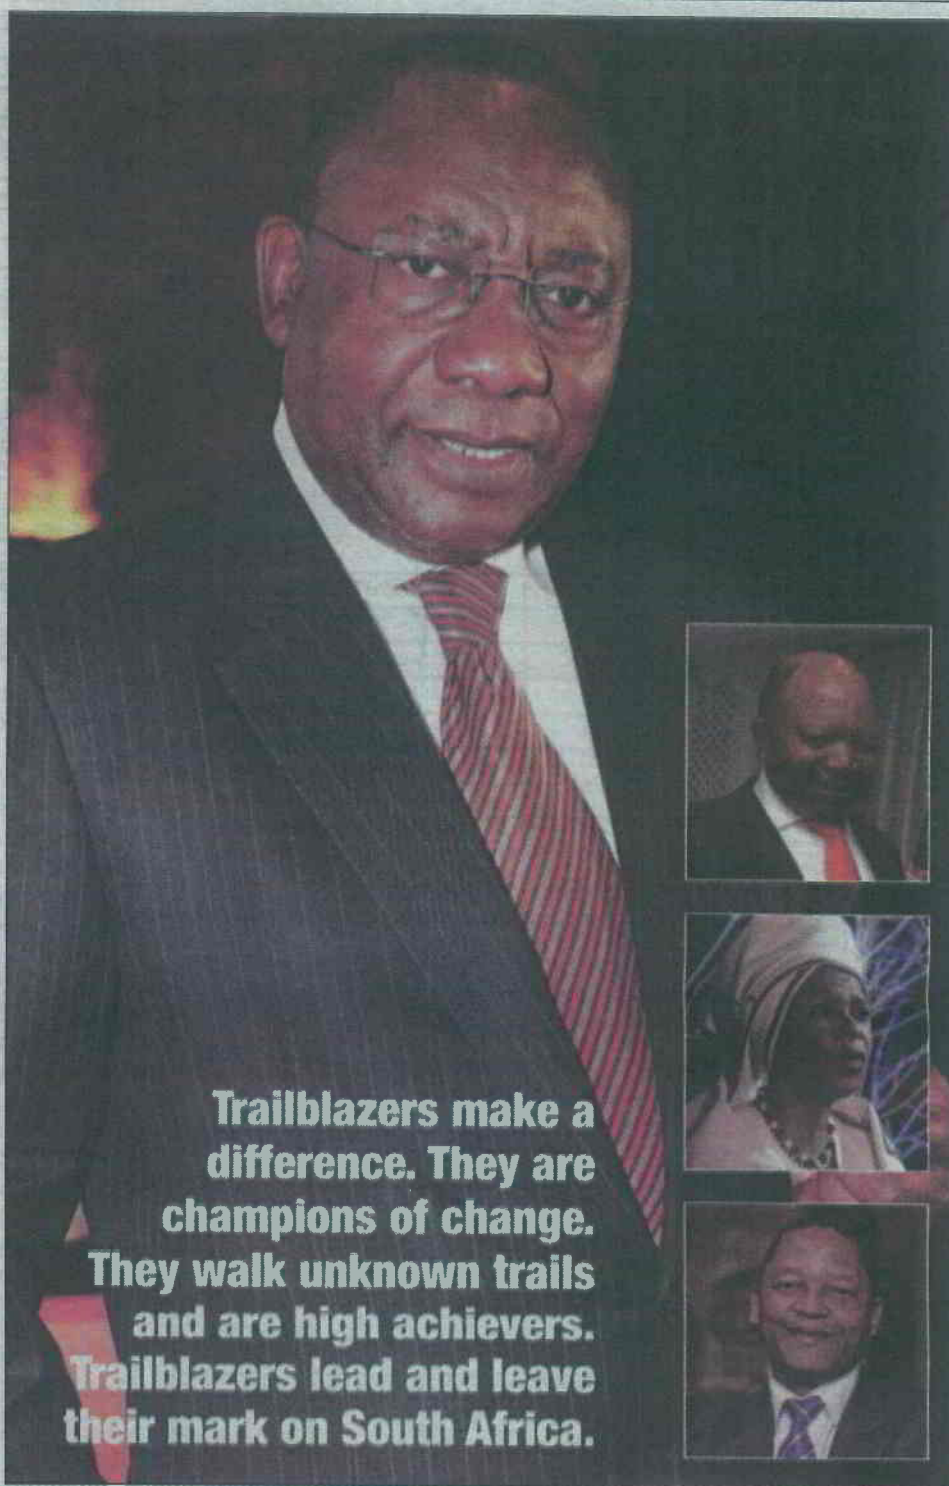 Trailblazers make a
difference. They are
champions of change.
They walk unknown trails
and are high achievers.
Trailblazers lead and leave
their mark on South Africa.